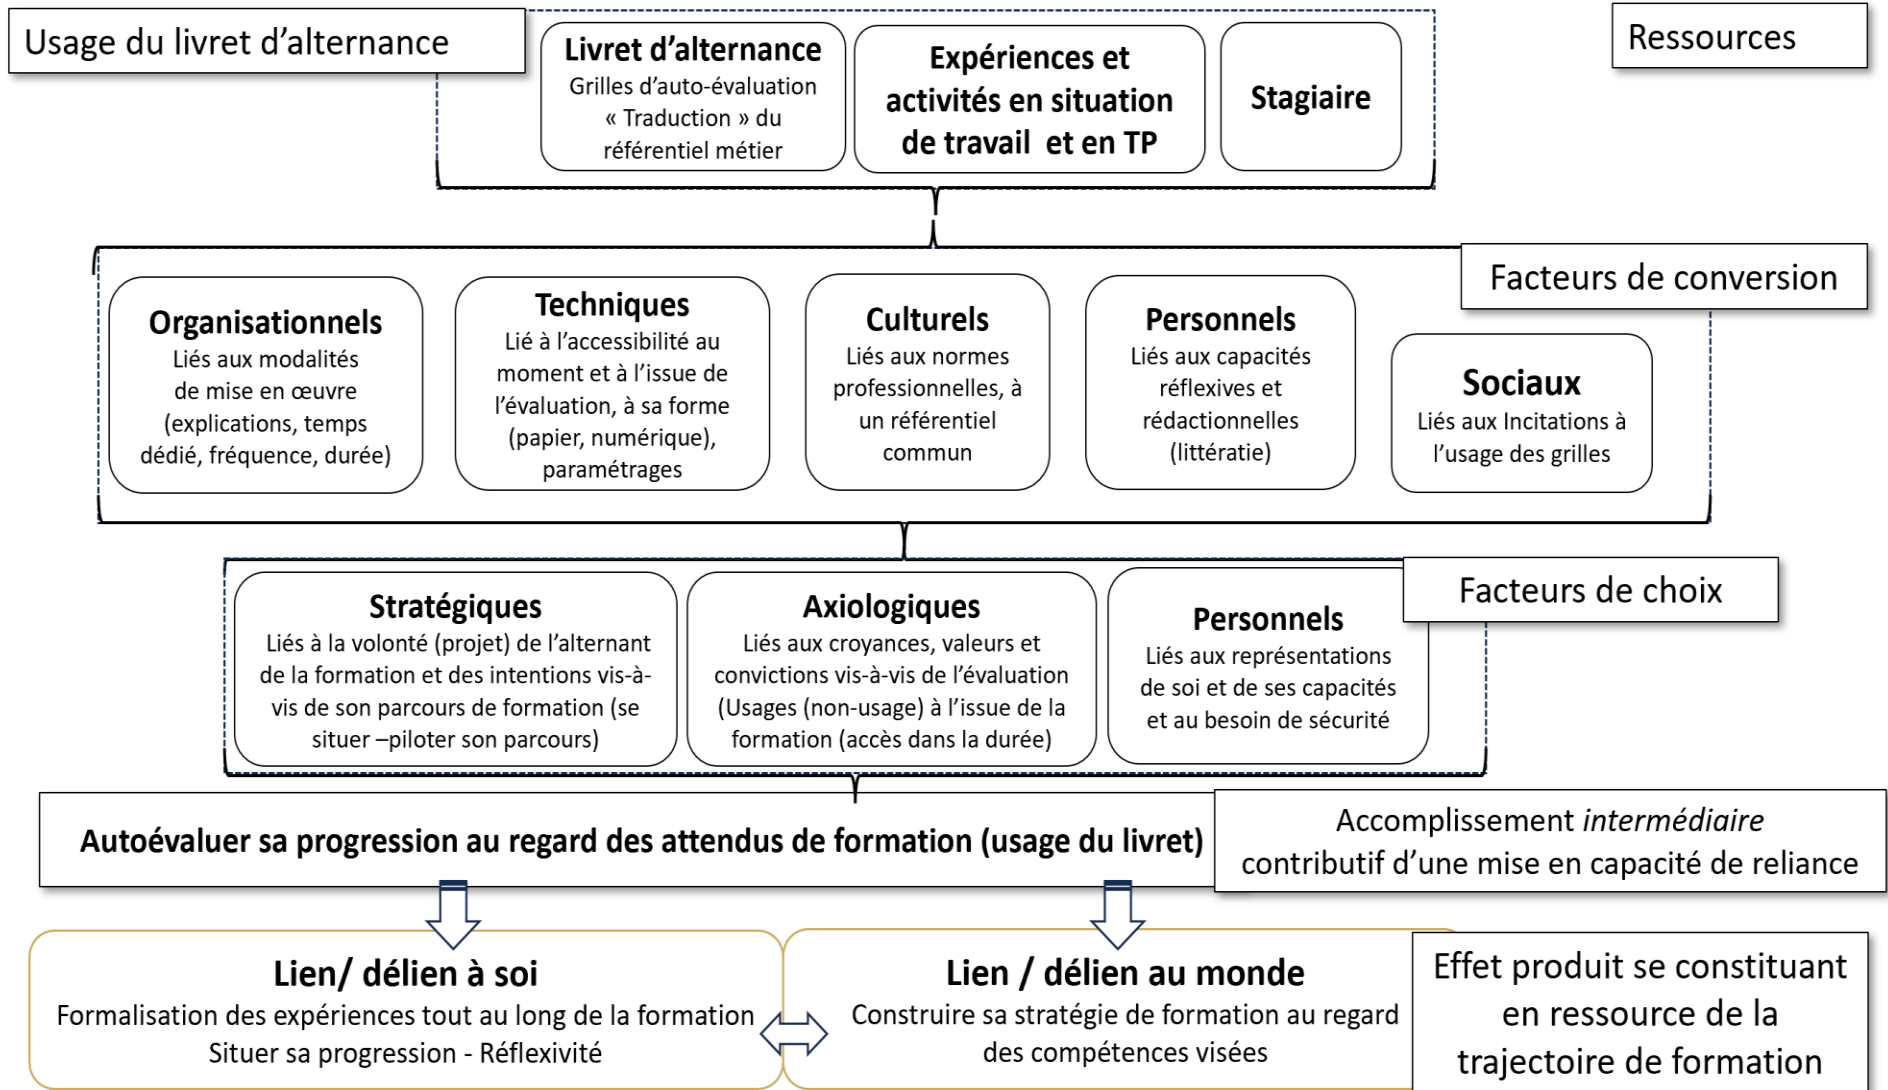 Usage du livret d’alternance
Ressources
Livret d’alternance
Grilles d’auto-évaluation
« Traduction » du
référentiel métier
Expériences et
activités en situation
de travail et en TP
Stagiaire
Facteurs de conversion
Organisationnels
Liés aux modalités
de mise en œuvre
(explications, temps
dédié, fréquence, durée)
Techniques
Lié à l’accessibilité au
moment et à l’issue de
l’évaluation, à sa forme
(papier, numérique),
paramétrages
Culturels
Liés aux normes
professionnelles, à
un référentiel
commun
Personnels
Liés aux capacités
réflexives et
rédactionnelles
(littératie)
Sociaux
Liés aux Incitations à
l’usage des grilles
Facteurs de choix
Stratégiques
Liés à la volonté (projet) de l’alternant
de la formation et des intentions vis-à-
vis de son parcours de formation (se
situer –piloter son parcours)
Axiologiques
Liés aux croyances, valeurs et
convictions vis-à-vis de l’évaluation
(Usages (non-usage) à l’issue de la
formation (accès dans la durée)
Personnels
Liés aux représentations
de soi et de ses capacités
et au besoin de sécurité
Autoévaluer sa progression au regard des attendus de formation (usage du livret)
Accomplissement intermédiaire
contributif d’une mise en capacité de reliance
Lien/ délien à soi
Formalisation des expériences tout au long de la formation
Situer sa progression - Réflexivité
Lien / délien au monde
Construire sa stratégie de formation au regard
des compétences visées
Effet produit se constituant
en ressource de la
trajectoire de formation